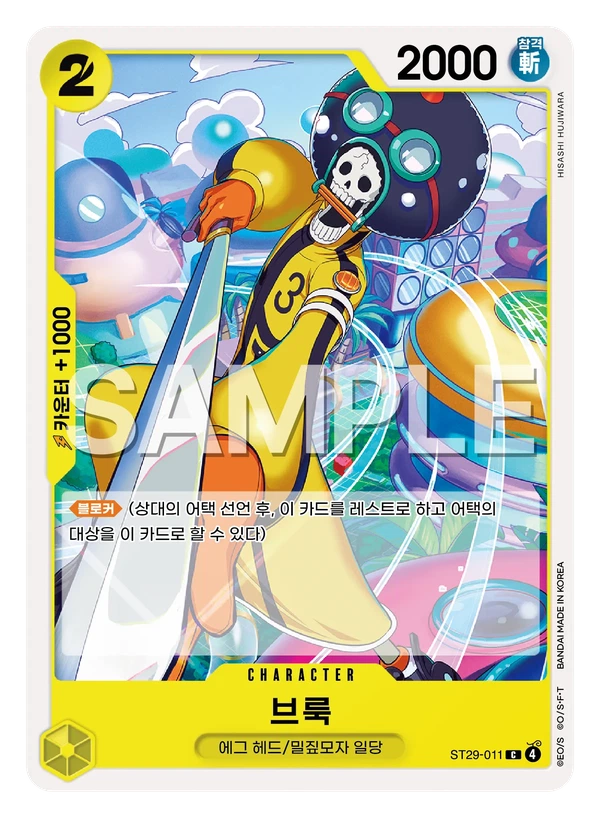 2
2000
참격
斬
HISASHI HUJIWARA
3
카운터 +1000
SAMPLE
블로커 (상대의 어택 선언 후, 이 카드를 레스트로 하고 어택의
대상을 이 카드로 할 수 있다)
CHARACTER
브룩
에그 헤드/밀짚모자 일당
ST29-011 C 4
©EO/S ©O/S·F·T BANDAI MADE IN KOREA